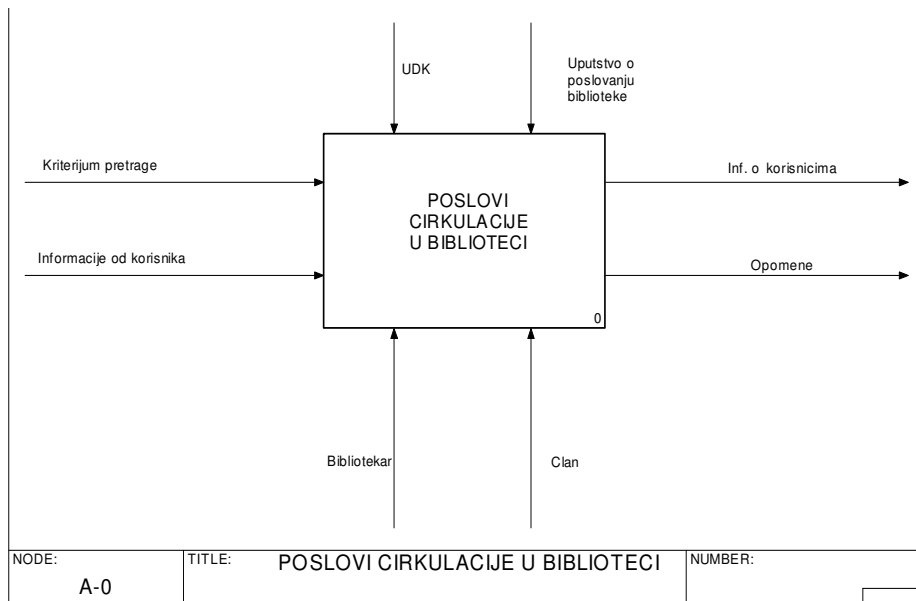 UDK
Uputstvo o
poslovanju
biblioteke
Kriterijum pretrage
Inf. o korisnicima
POSLOVI
CIRKULACIJE
U BIBLIOTECI
Informacije od korisnika
Opomene
0
Bibliotekar
Clan
NODE:
A-0
TITLE:
POSLOVI CIRKULACIJE U BIBLIOTECI
NUMBER: